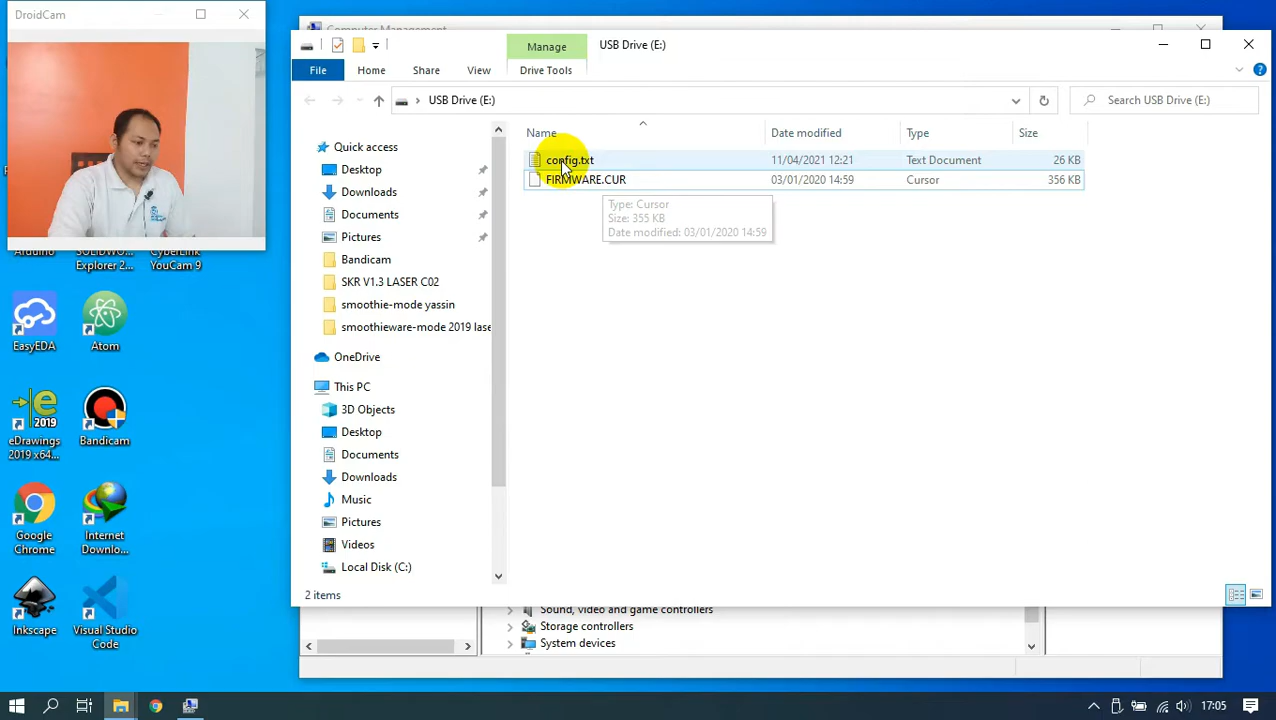 DroidCam
Computer Management
Manage
USB Drive (E:)
File
Home
Share
View
Drive Tools
USB Drive (E:)
Search USB Drive (E:)
Name
Date modified
Type
Size
config.txt
11/04/2021 12:21
Text Document
26 KB
FIRMWARE.CUR
03/01/2020 14:59
Cursor
356 KB
Type: Cursor
Size: 355 KB
Date modified: 03/01/2020 14:59
Quick access
Desktop
Downloads
Documents
Pictures
Bandicam
SKR V1.3 LASER C02
smoothie-mode yassin
smoothieware-mode 2019 lase
OneDrive
This PC
3D Objects
Desktop
Documents
Downloads
Music
Pictures
Videos
Local Disk (C:)
2 items
Arduino
SOLIDWO...
Explorer 2...
CyberLink
YouCam 9
EasyEDA
Atom
2019
eDrawings
2019 x64...
Bandicam
Google
Chrome
Internet
Downlo...
Inkscape
Visual Studio
Code
Sound, video and game controllers
Storage controllers
System devices
17:05